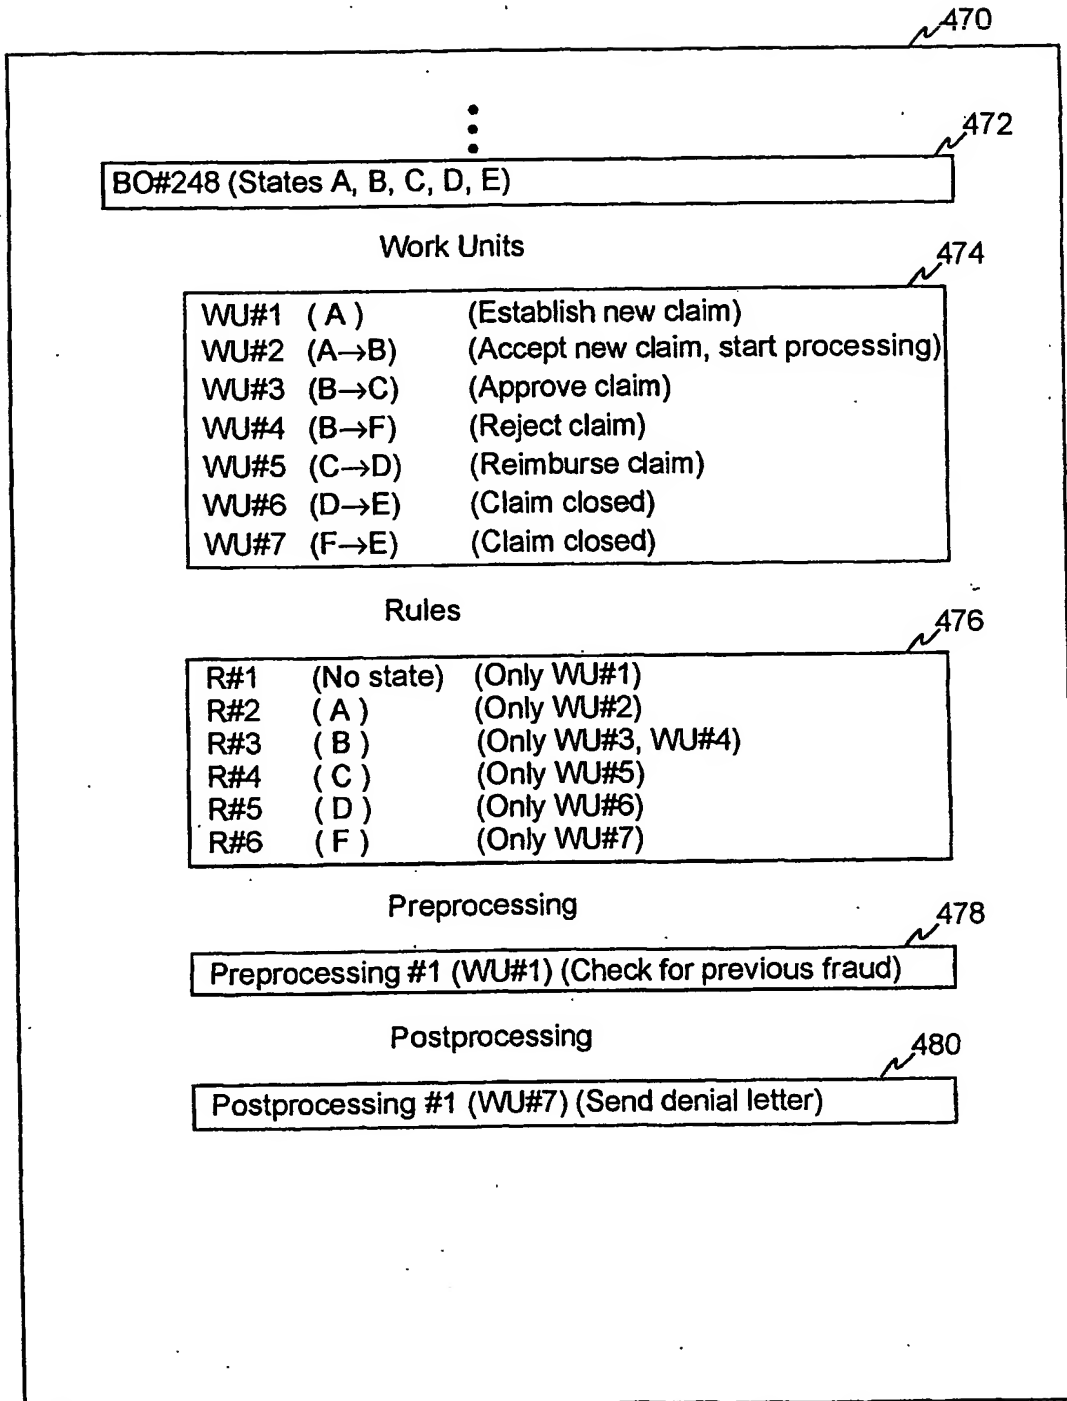 470
472
BO#248 (States A, B, C, D, E)
Work Units
474
WU#1 ( A ) (Establish new claim)
WU#2 (A→B) (Accept new claim, start processing)
WU#3 (B→C) (Approve claim)
WU#4 (B→F) (Reject claim)
WU#5 (C→D) (Reimburse claim)
WU#6 (D→E) (Claim closed)
WU#7 (F→E) (Claim closed)
Rules
476
R#1 (No state) (Only WU#1)
R#2 ( A ) (Only WU#2)
R#3 ( B ) (Only WU#3, WU#4)
R#4 ( C ) (Only WU#5)
R#5 ( D ) (Only WU#6)
R#6 ( F ) (Only WU#7)
Preprocessing
478
Preprocessing #1 (WU#1) (Check for previous fraud)
Postprocessing
480
Postprocessing #1 (WU#7) (Send denial letter)